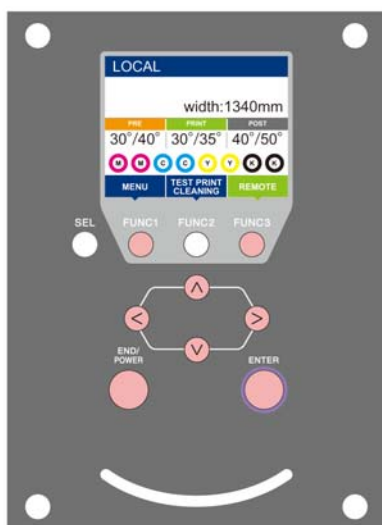 LOCAL
width:1340mm
PRE PRINT POST
30°/40° 30°/35° 40°/50°
M M C C Y Y K K
MENU TEST PRINT CLEANING REMOTE
SEL FUNC1 FUNC2 FUNC3
<
>
END/
POWER
ENTER